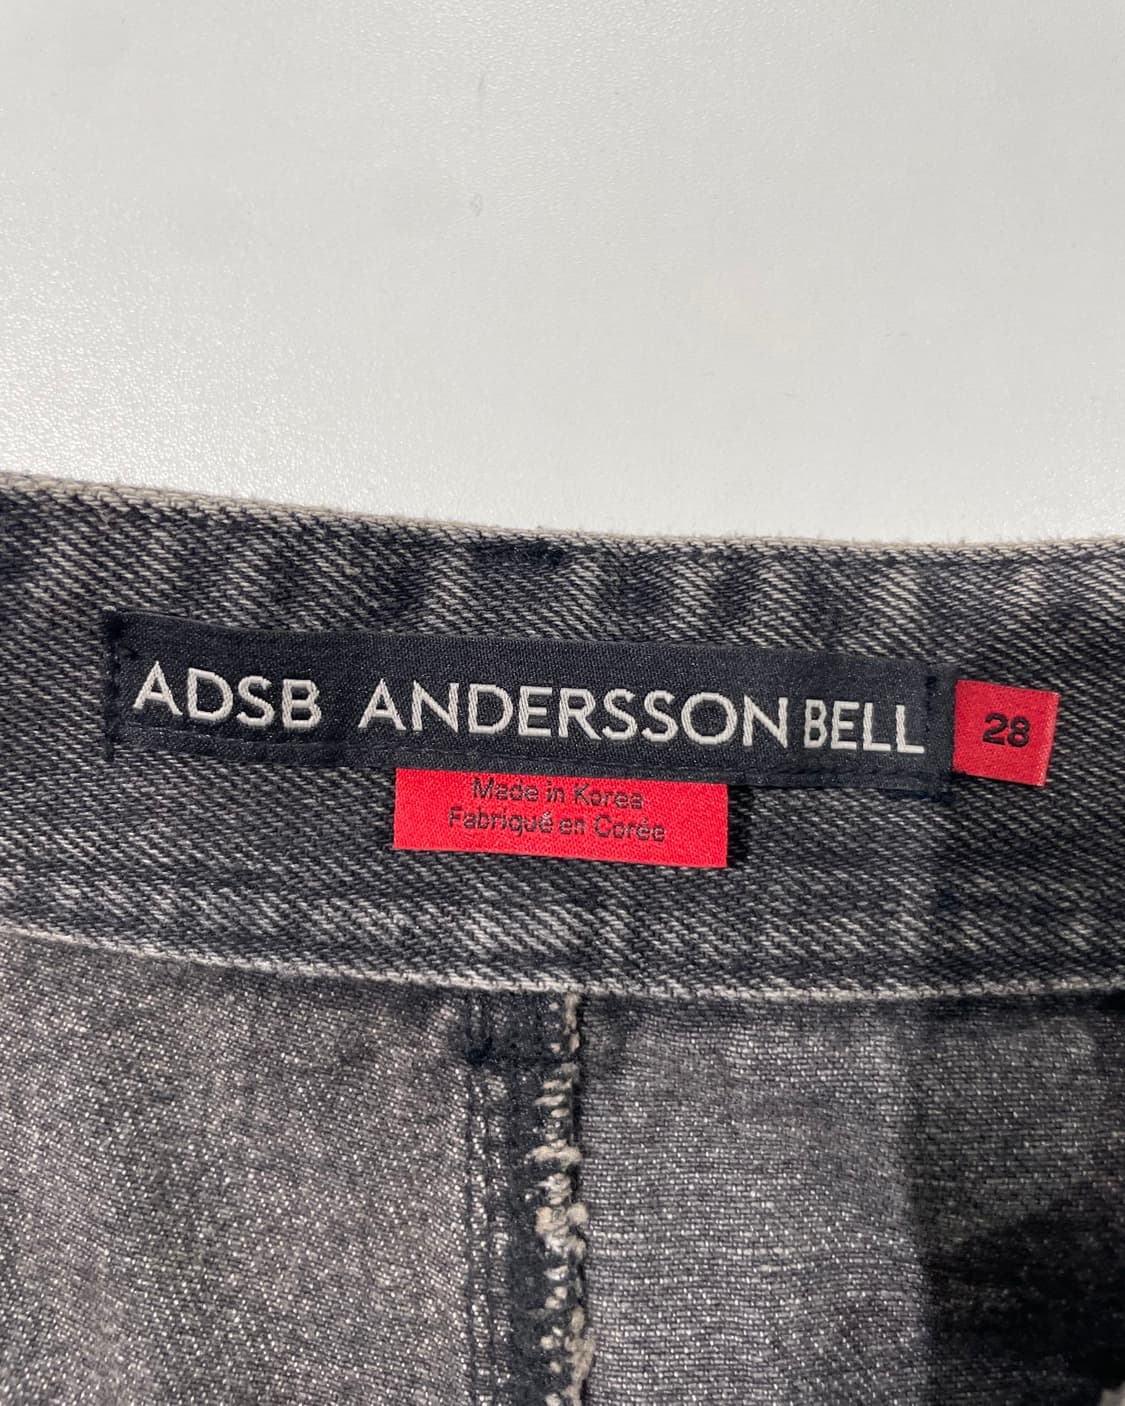 ADSB ANDERSSON BELL
28
Made in Korea
Fabriqué en Corée